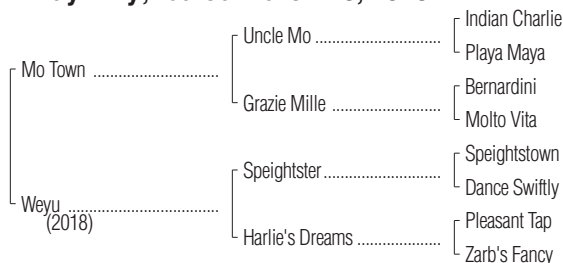 Indian Charlie
Uncle Mo ..............................
Playa Maya
Mo Town ..................................
Bernardini
Grazie Mille ..........................
Molto Vita
Speightstown
Speightster............................
Dance Swiftly
Weyu ........................................
(2018)
Pleasant Tap
Harlie's Dreams ....................
Zarb's Fancy